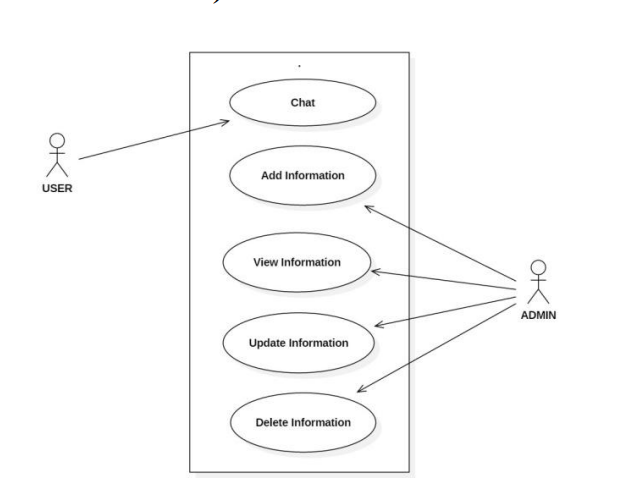 Chat
Add Information
USER
View Information
ADMIN
Update Information
Delete Information